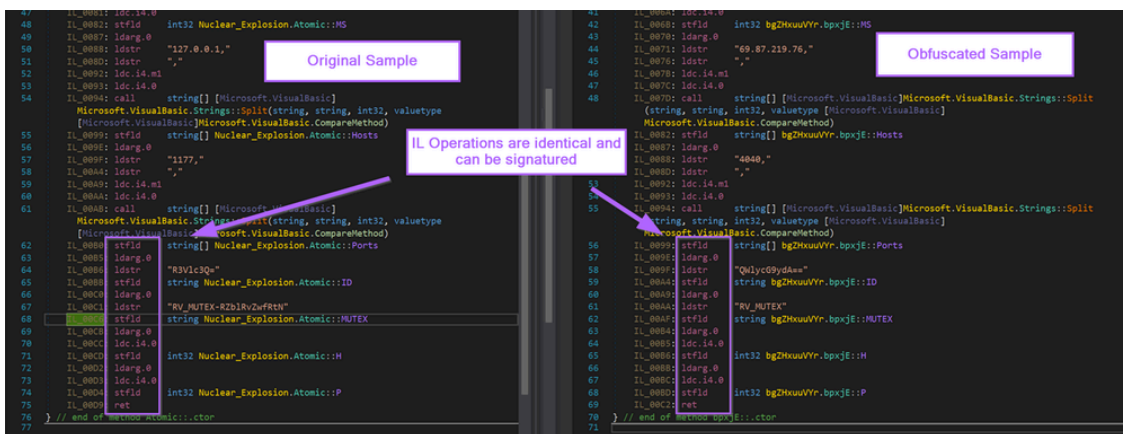 47 IL_0081: ldc.i4.0
48 IL_0082: stfld int32 Nuclear_Explosion.Atomic::MS
49 IL_0087: ldarg.0
50 IL_0088: ldstr "127.0.0.1,"
51 IL_008D: ldstr ","
52 IL_0092: ldc.i4.m1
53 IL_0093: ldc.i4.0
54 IL_0094: call string[] [Microsoft.VisualBasic]
Microsoft.VisualBasic.Strings::Split(string, string, int32, valuetype
[Microsoft.VisualBasic]Microsoft.VisualBasic.CompareMethod)
55 IL_0099: stfld string[] Nuclear_Explosion.Atomic::Hosts
56 IL_009E: ldarg.0
57 IL_009F: ldstr "1177,"
58 IL_00A4: ldstr ","
59 IL_00A9: ldc.i4.m1
60 IL_00AA: ldc.i4.0
61 IL_00AB: call string[] [Microsoft.VisualBasic]
Microsoft.VisualBasic.Strings::Split(string, string, int32, valuetype
[Microsoft.VisualBasic]Microsoft.VisualBasic.CompareMethod)
62 IL_00B0: stfld string[] Nuclear_Explosion.Atomic::Ports
63 IL_00B5: ldarg.0
64 IL_00B6: ldstr "R3Vlc3Q="
65 IL_00BB: stfld string Nuclear_Explosion.Atomic::ID
66 IL_00C0: ldarg.0
67 IL_00C1: ldstr "RV_MUTEX-RZblRvZwfRtN"
68 stfld string Nuclear_Explosion.Atomic::MUTEX
69 IL_00CB: ldarg.0
70 IL_00CC: ldc.i4.0
71 IL_00CD: stfld int32 Nuclear_Explosion.Atomic::H
72 IL_00D2: ldarg.0
73 IL_00D3: ldc.i4.0
74 IL_00D4: stfld int32 Nuclear_Explosion.Atomic::P
75 IL_00D9: ret
76 } // end of method Atomic::.ctor
77
Original Sample
IL Operations are identical and
can be signatured
Obfuscated Sample
41 IL_006A: ldc.i4.0
42 IL_006B: stfld int32 bgZHxuuVYr.bpxjE::MS
43 IL_0070: ldarg.0
44 IL_0071: ldstr "69.87.219.76,"
45 IL_0076: ldstr ","
46 IL_007B: ldc.i4.m1
47 IL_007C: ldc.i4.0
48 IL_007D: call string[] [Microsoft.VisualBasic]Microsoft.VisualBasic.Strings::Split
(string, string, int32, valuetype [Microsoft.VisualBasic]
Microsoft.VisualBasic.CompareMethod)
IL_0082: stfld string[] bgZHxuuVYr.bpxjE::Hosts
IL_0087: ldarg.0
IL_0088: ldstr "4040,"
IL_008D: ldstr ","
53 IL_0092: ldc.i4.m1
54 IL_0093: ldc.i4.0
55 IL_0094: call string[] [Microsoft.VisualBasic]Microsoft.VisualBasic.Strings::Split
(string, string, int32, valuetype [Microsoft.VisualBasic]
Microsoft.VisualBasic.CompareMethod)
56 IL_0099: stfld string[] bgZHxuuVYr.bpxjE::Ports
57 IL_009E: ldarg.0
58 IL_009F: ldstr "QWlycG9ydA=="
59 IL_00A4: stfld string bgZHxuuVYr.bpxjE::ID
60 IL_00A9: ldarg.0
61 IL_00AA: ldstr "RV_MUTEX"
62 IL_00AF: stfld string bgZHxuuVYr.bpxjE::MUTEX
63 IL_00B4: ldarg.0
64 IL_00B5: ldc.i4.0
65 IL_00B6: stfld int32 bgZHxuuVYr.bpxjE::H
66 IL_00BB: ldarg.0
67 IL_00BC: ldc.i4.0
68 IL_00BD: stfld int32 bgZHxuuVYr.bpxjE::P
69 IL_00C2: ret
70 } // end of method bpxjE::.ctor
71